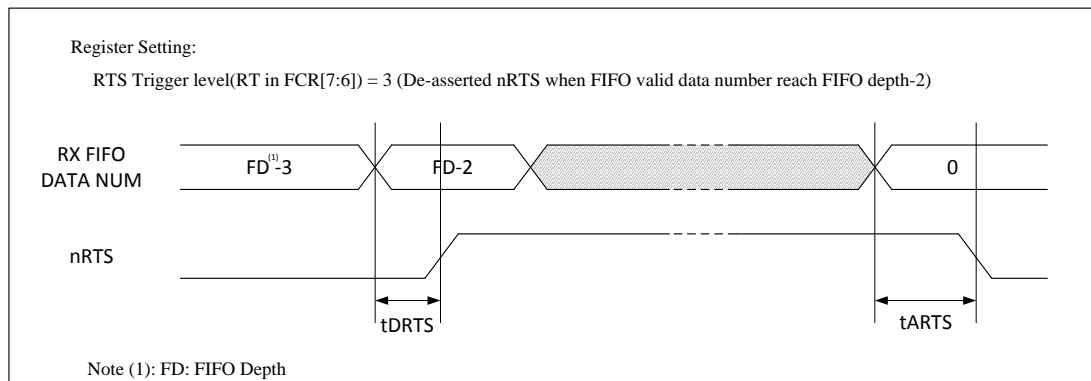 Register Setting:
RTS Trigger level(RT in FCR[7:6]) = 3 (De-asserted nRTS when FIFO valid data number reach FIFO depth-2)
RX FIFO
DATA NUM
FD(1)-3
FD-2
0
nRTS
tDRTS
tARTS
Note (1): FD: FIFO Depth